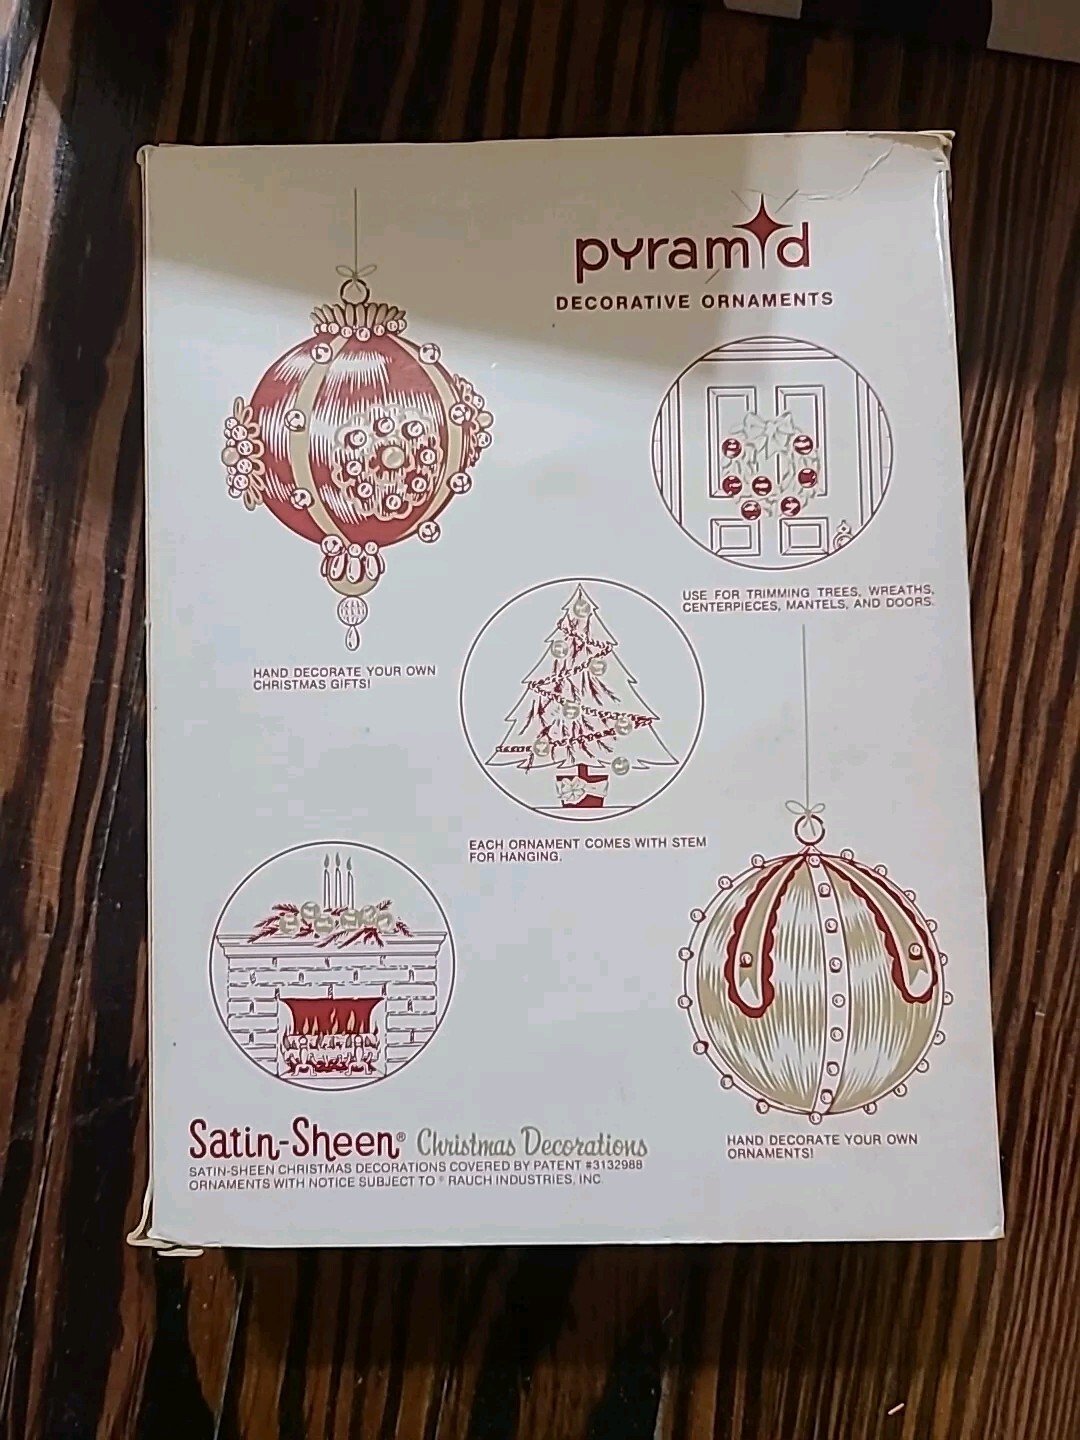 pyramid
DECORATIVE ORNAMENTS
USE FOR TRIMMING TREES, WREATHS,
CENTERPIECES, MANTELS, AND DOORS.
HAND DECORATE YOUR OWN
CHRISTMAS GIFTS!
EACH ORNAMENT COMES WITH STEM
FOR HANGING.
HAND DECORATE YOUR OWN
ORNAMENTS!
Satin-Sheen® Christmas Decorations
SATIN-SHEEN CHRISTMAS DECORATIONS COVERED BY PATENT #3132988
ORNAMENTS WITH NOTICE SUBJECT TO ® RAUCH INDUSTRIES, INC.